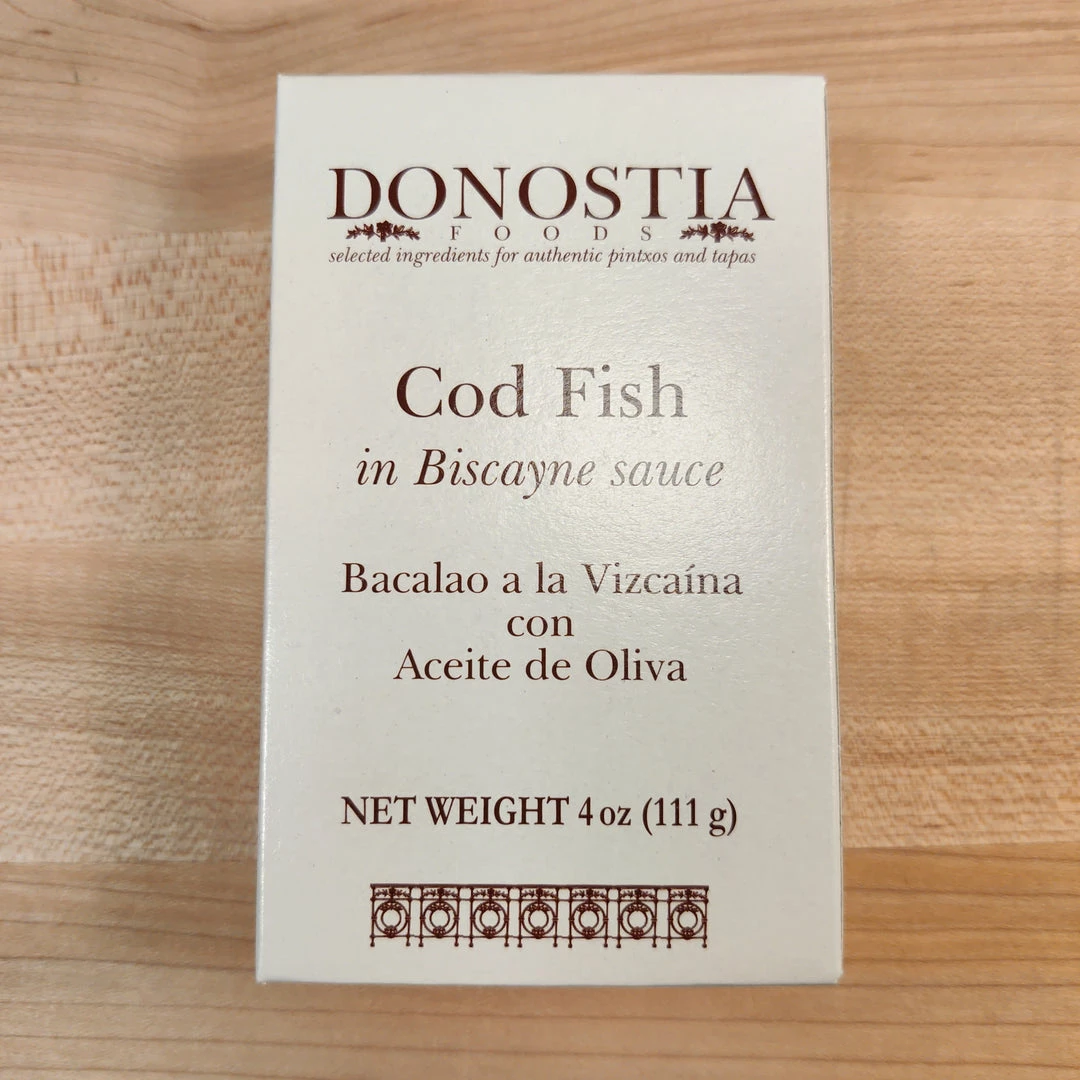 DONOSTIA
FOODS
selected ingredients for authentic pintxos and tapas
Cod Fish
in Biscayne sauce
Bacalao a la Vizcaína
con
Aceite de Oliva
NET WEIGHT 4 oz (111 g)